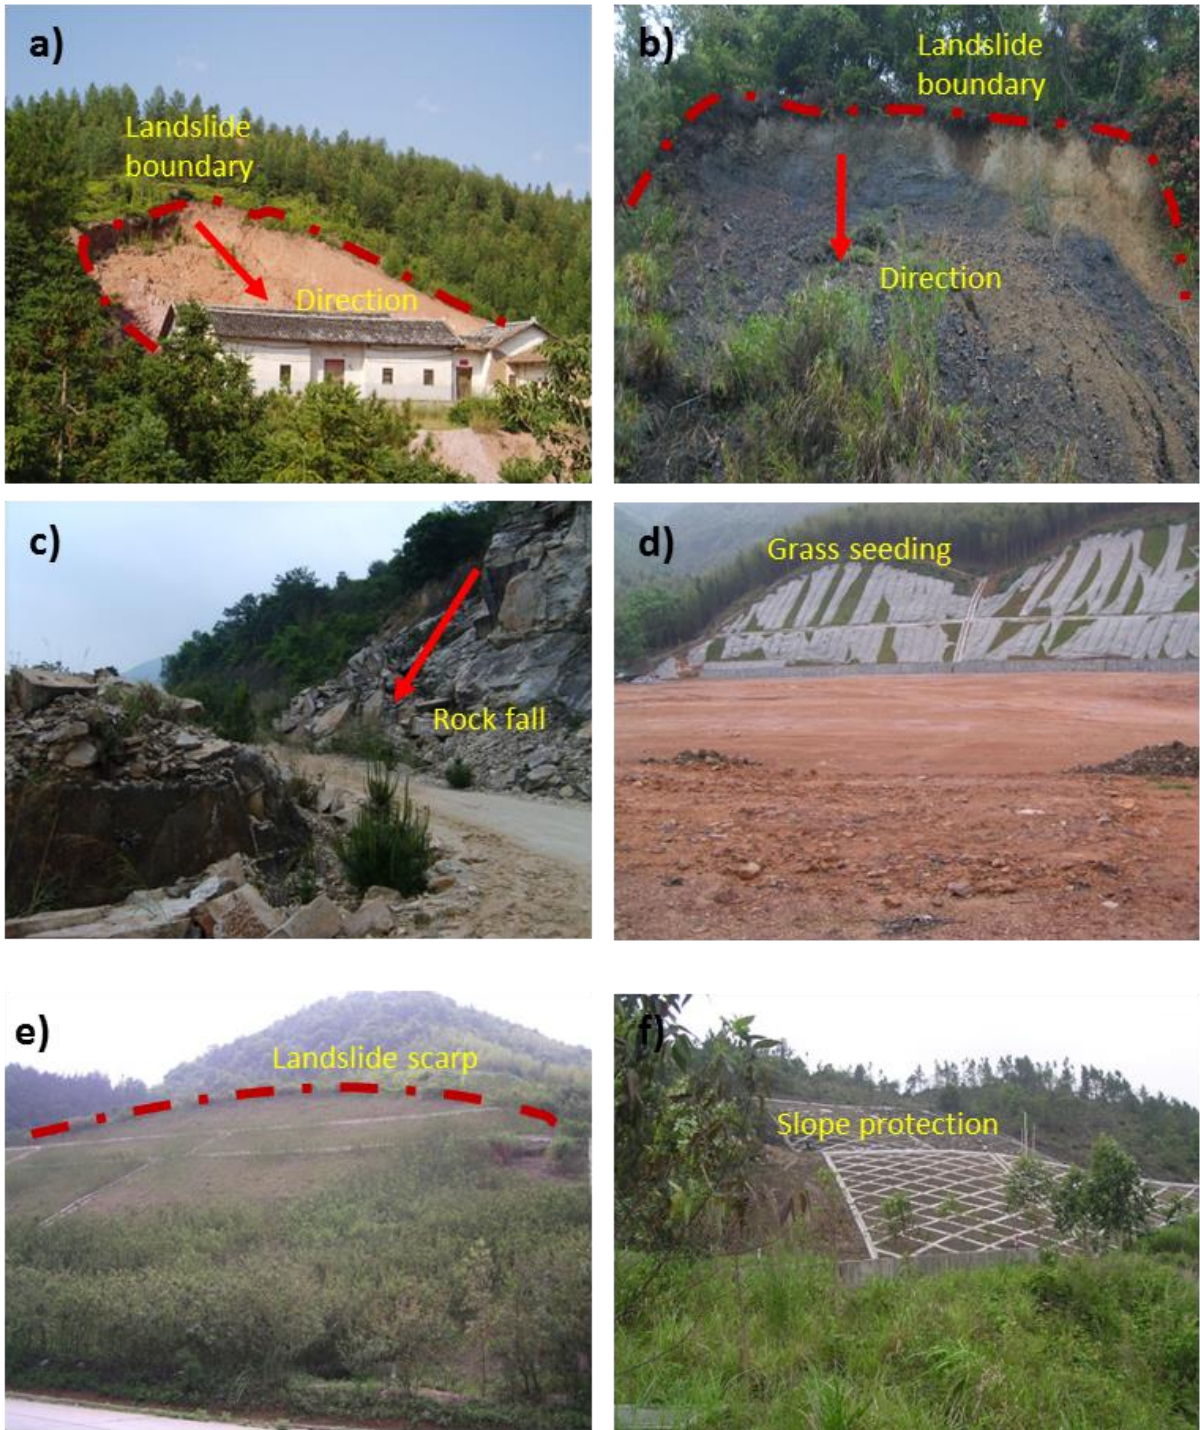 a)
Landslide
boundary
Direction
b)
Landslide
boundary
Direction
c)
Rock fall
d)
Grass seeding
e)
Landslide scarp
f)
Slope protection